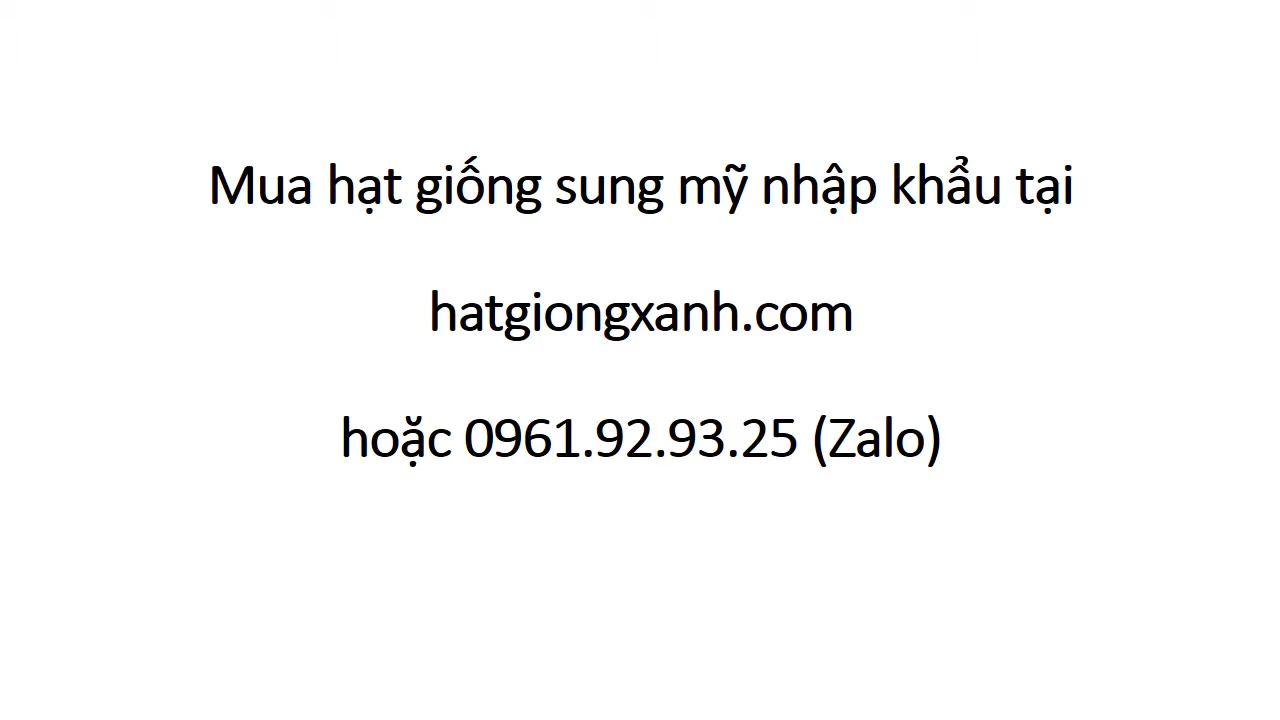 Mua hạt giống sung mỹ nhập khẩu tại
hatgiongxanh.com
hoặc 0961.92.93.25 (Zalo)